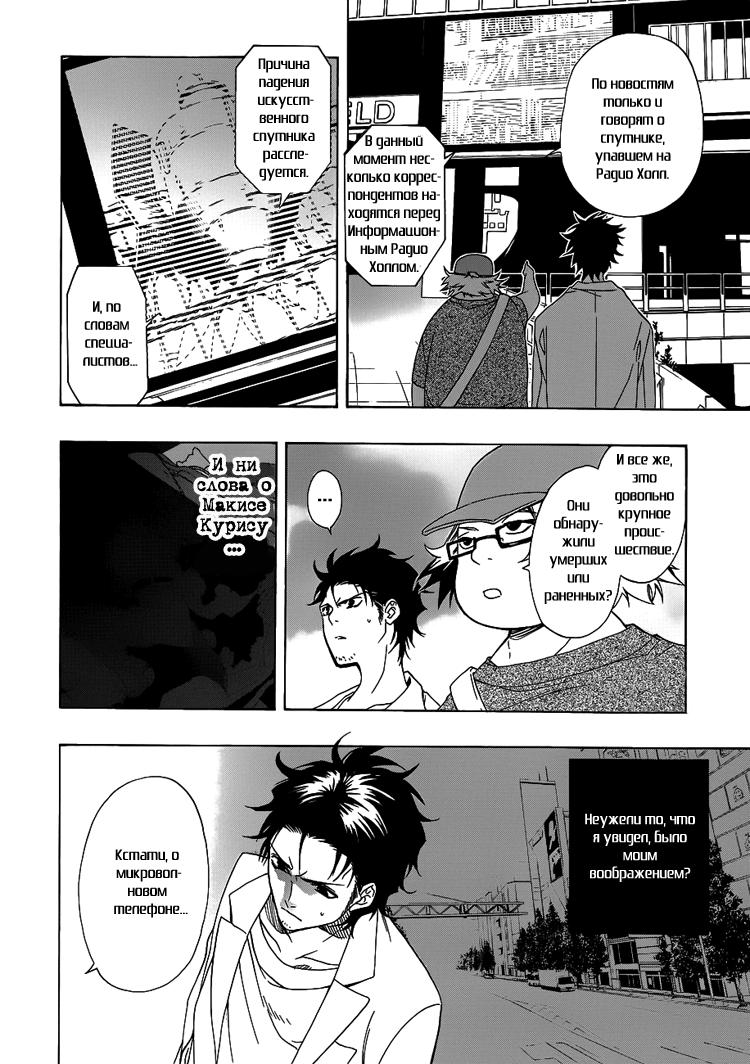 По новостям
только и
говорят о
спутнике,
упавшем на
Радио Холл.
В данный
момент нес-
колько коррес-
пондентов на-
ходятся перед
Информацион-
ным Радио
Холлом.
ELD
Причина
падения
искусст-
венного
спутника
рассле-
дуется.
И, по
словам
специа-
листов...
И все же,
это
довольно
крупное
проис-
шествие.
Они
обнару-
жили
умерших
или
раненных?
...
И ни
слова о
Макисе
Курису
...
Неужели то, что
я увидел, было
моим
воображением?
Кстати, о
микровол-
новом
телефоне...